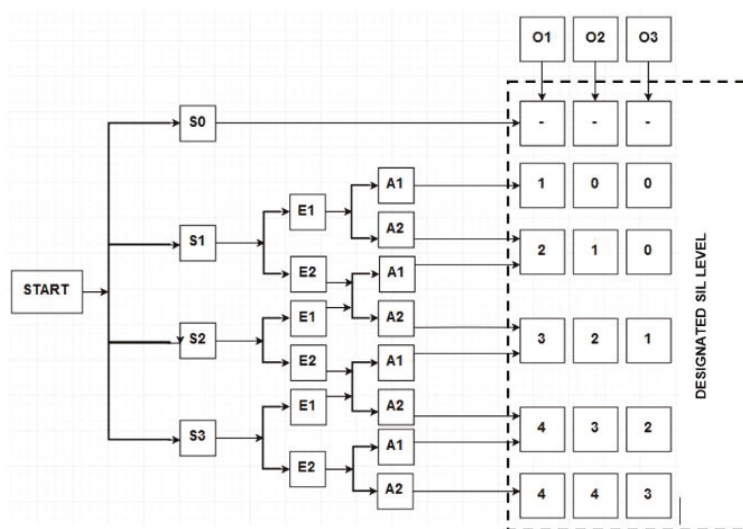 O1 O2 O3
S0 - - -
A1 1 0 0
E1
A2
S1 2 1 0
E2 A1
START
E1 A2
S2 3 2 1
E2 A1
E1 A2
4 3 2
S3 A1
E2
A2 4 4 3
DESIGNATED SIL LEVEL